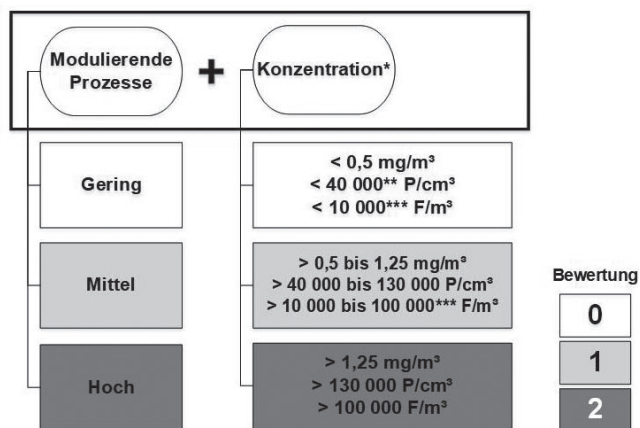 Modulierende
Prozesse
+
Konzentration*
Gering
< 0,5 mg/m³
< 40 000** P/cm³
< 10 000*** F/m³
Mittel
> 0,5 bis 1,25 mg/m³
> 40 000 bis 130 000 P/cm³
> 10 000 bis 100 000*** F/m³
Hoch
> 1,25 mg/m³
> 130 000 P/cm³
> 100 000 F/m³
Bewertung
0
1
2